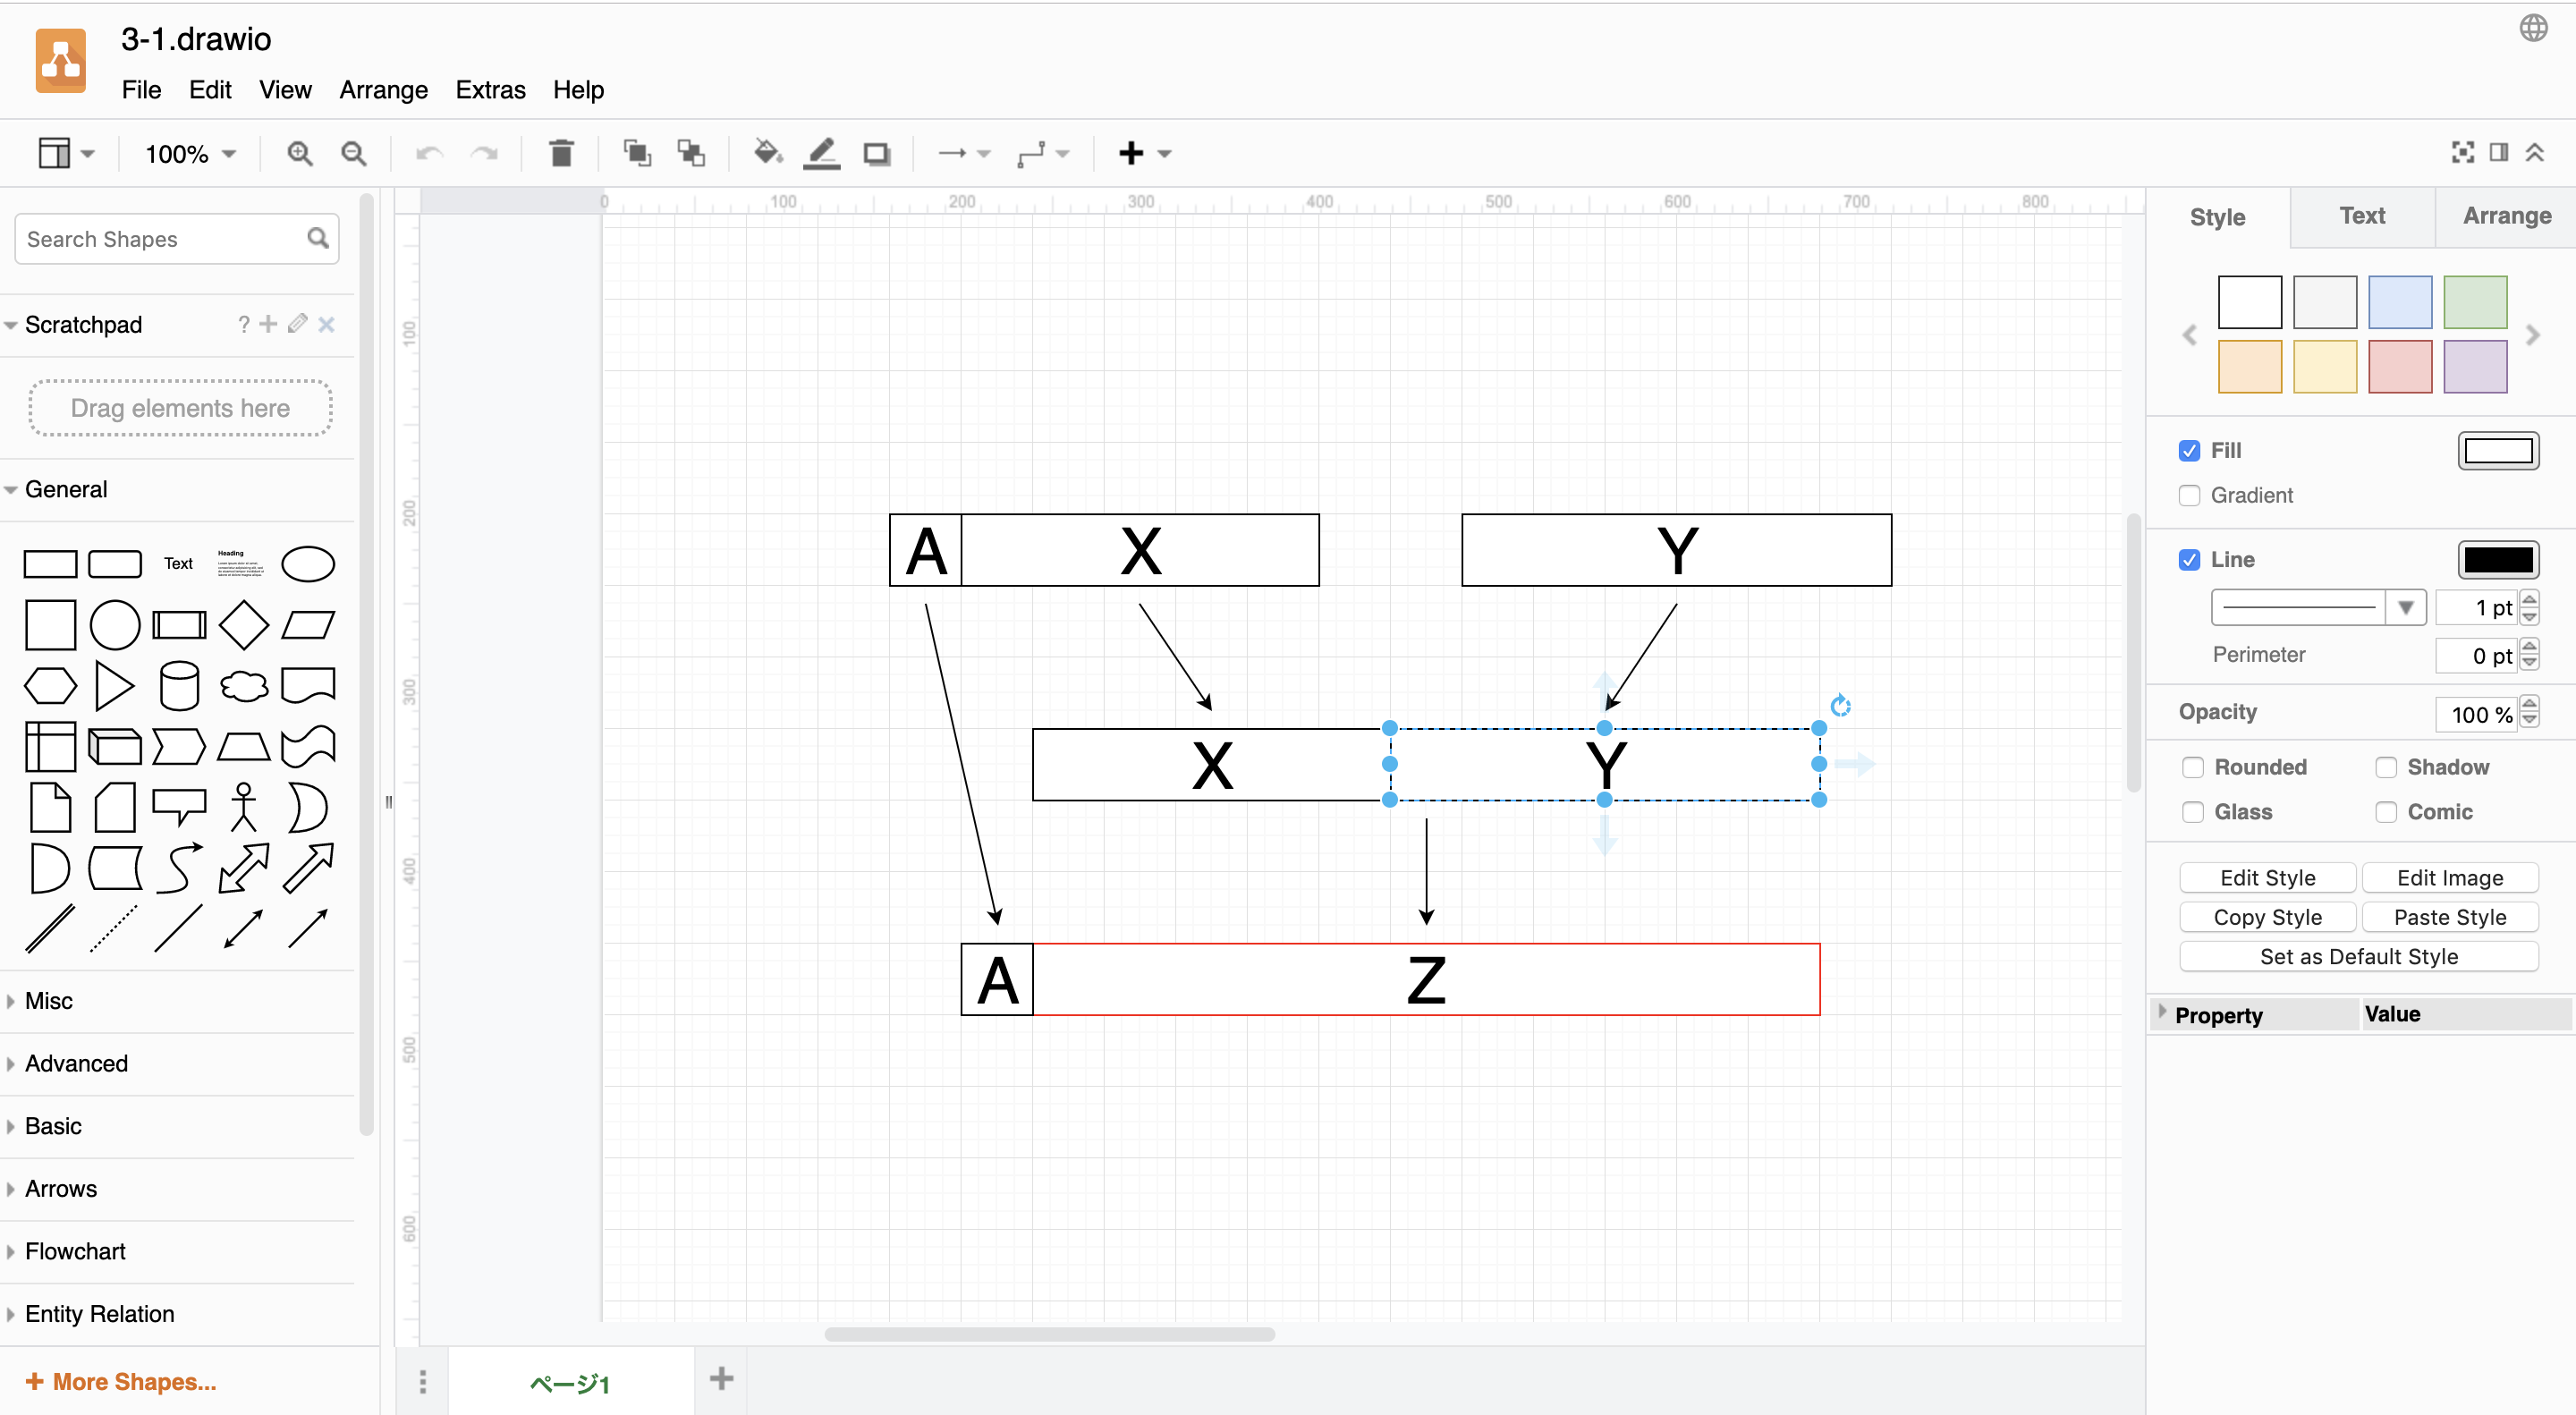 3-1.drawio
File Edit View Arrange Extras Help
100%
Search Shapes
Scratchpad ?
Drag elements here
General
Text
Heading
Misc
Advanced
Basic
Arrows
Flowchart
Entity Relation
+ More Shapes...
0 100 200 300 400 500 600 700 800
100
200
300
400
500
600
A X Y
X Y
A Z
ページ1
Style Text Arrange
Fill
Gradient
Line
1 pt
Perimeter 0 pt
Opacity 100 %
Rounded Shadow
Glass Comic
Edit Style Edit Image
Copy Style Paste Style
Set as Default Style
Property Value